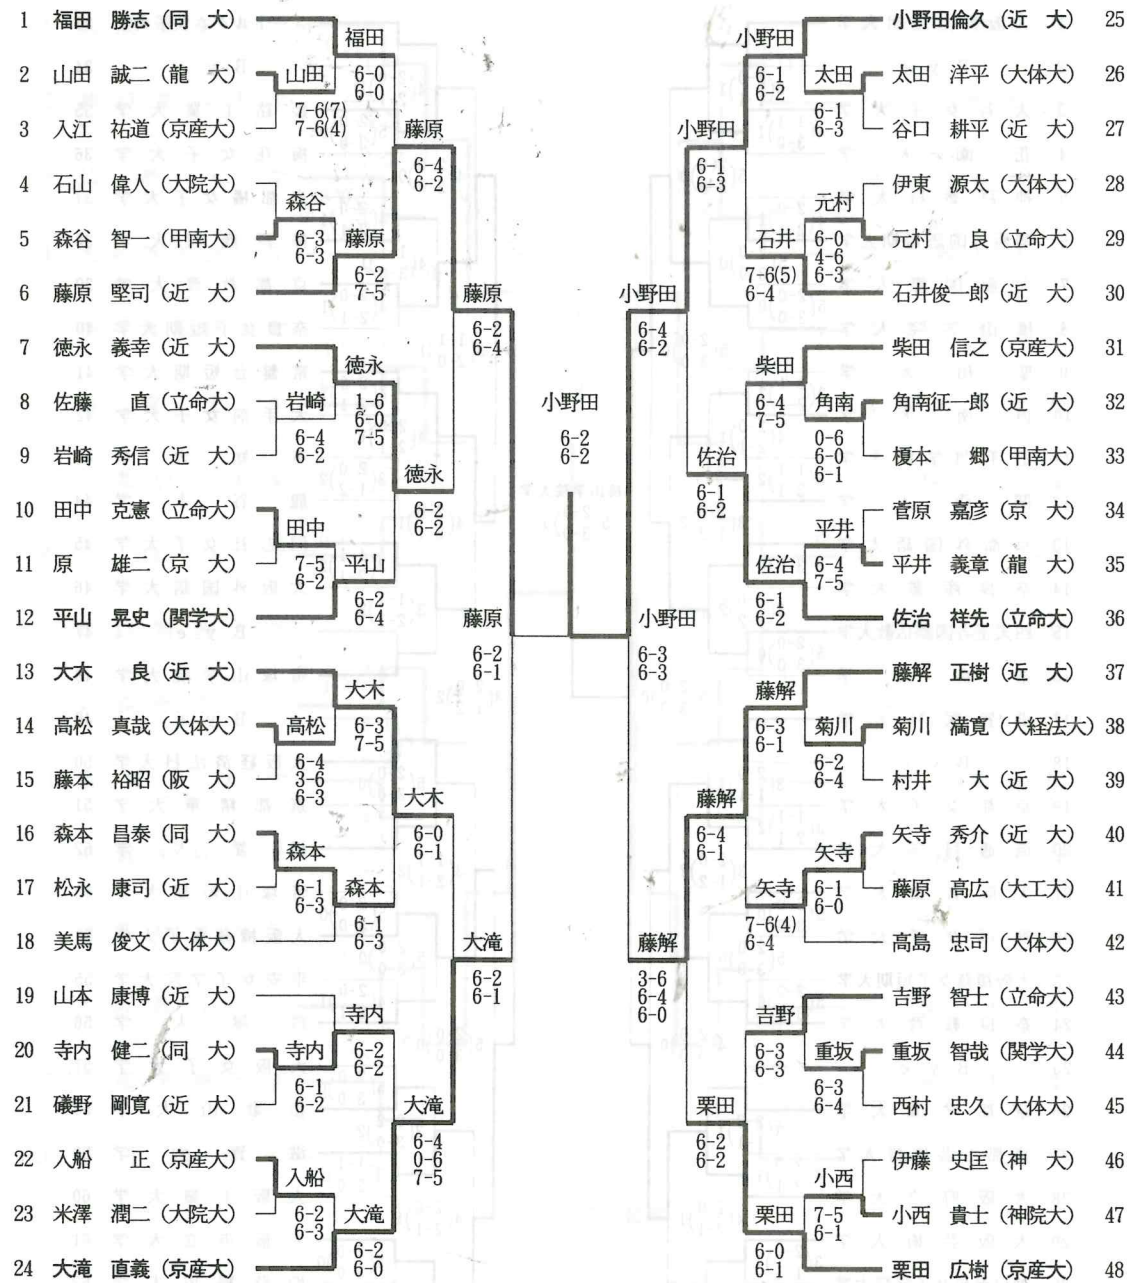 1 福田 勝志 (同 大)
2 山田 誠二 (龍 大)
3 入江 祐道 (京産大)
4 石山 偉人 (大院大)
5 森谷 智一 (甲南大)
6 藤原 堅司 (近 大)
7 徳永 義幸 (近 大)
8 佐藤 直 (立命大)
9 岩崎 秀信 (近 大)
10 田中 克憲 (立命大)
11 原 雄二 (京 大)
12 平山 晃史 (関学大)
13 大木 良 (近 大)
14 高松 真哉 (大体大)
15 藤本 裕昭 (阪 大)
16 森本 昌泰 (同 大)
17 松永 康司 (近 大)
18 美馬 俊文 (大体大)
19 山本 康博 (近 大)
20 寺内 健二 (同 大)
21 礒野 剛寛 (近 大)
22 入船 正 (京産大)
23 米澤 潤二 (大院大)
24 大滝 直義 (京産大)
山田
7-6(7)
7-6(4)
森谷
6-3
6-3
岩崎
6-4
6-2
田中
7-5
6-2
高松
6-4
3-6
6-3
森本
6-1
6-3
寺内
6-1
6-2
入船
6-2
6-3
福田
6-0
6-0
藤原
6-2
7-5
徳永
1-6
6-0
7-5
平山
6-2
6-4
大木
6-3
7-5
森本
6-1
6-3
寺内
6-2
6-2
大滝
6-2
6-0
藤原
6-4
6-2
徳永
6-2
6-2
大木
6-0
6-1
大滝
6-4
0-6
7-5
藤原
6-2
6-4
大滝
6-2
6-1
藤原
6-2
6-1
小野田
6-2
6-2
小野田
6-3
6-3
小野田
6-4
6-2
藤解
3-6
6-4
6-0
小野田
6-1
6-3
佐治
6-1
6-2
藤解
6-4
6-1
栗田
6-2
6-2
小野田
6-1
6-2
石井
7-6(5)
6-4
柴田
6-4
7-5
佐治
6-1
6-2
藤解
6-3
6-1
矢寺
7-6(4)
6-4
吉野
6-3
6-3
栗田
6-0
6-1
太田
6-1
6-3
元村
6-0
4-6
6-3
角南
0-6
6-0
6-1
平井
6-4
7-5
菊川
6-2
6-4
矢寺
6-1
6-0
重坂
6-3
6-4
小西
7-5
6-1
小野田倫久 (近 大) 25
太田 洋平 (大体大) 26
谷口 耕平 (近 大) 27
伊東 源太 (大体大) 28
元村 良 (立命大) 29
石井俊一郎 (近 大) 30
柴田 信之 (京産大) 31
角南征一郎 (近 大) 32
榎本 郷 (甲南大) 33
菅原 嘉彦 (京 大) 34
平井 義章 (龍 大) 35
佐治 祥先 (立命大) 36
藤解 正樹 (近 大) 37
菊川 満寛 (大経法大) 38
村井 大 (近 大) 39
矢寺 秀介 (近 大) 40
藤原 高広 (大工大) 41
高島 忠司 (大体大) 42
吉野 智士 (立命大) 43
重坂 智哉 (関学大) 44
西村 忠久 (大体大) 45
伊藤 史匡 (神 大) 46
小西 貴士 (神院大) 47
栗田 広樹 (京産大) 48